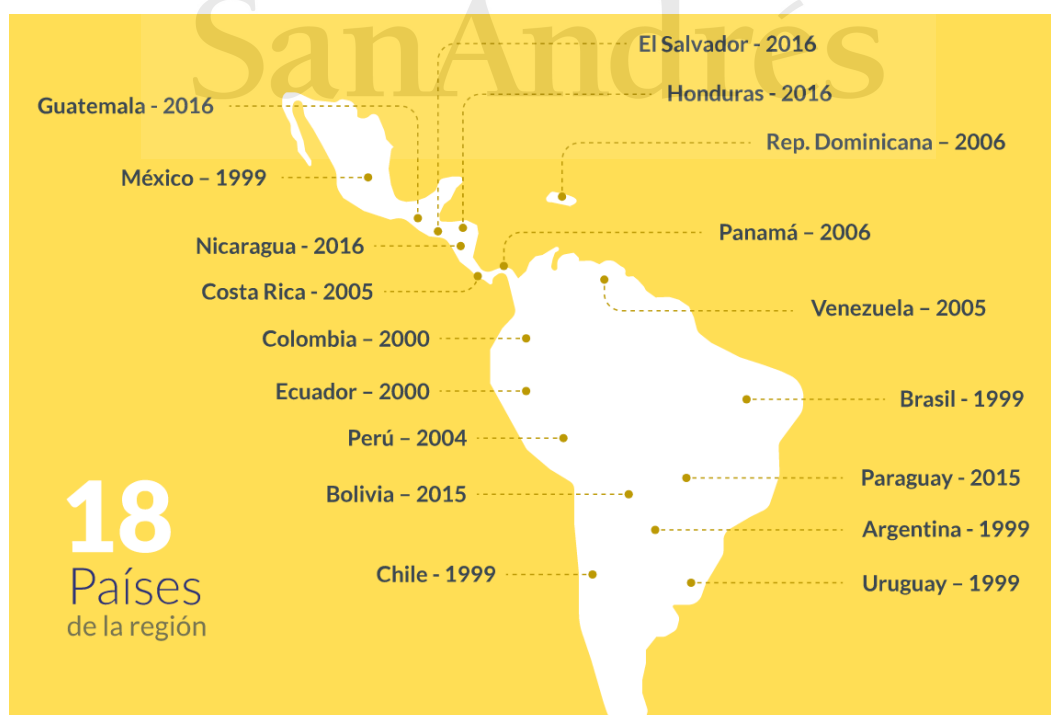 SanAndrés
El Salvador - 2016
Honduras - 2016
Guatemala - 2016
Rep. Dominicana – 2006
México – 1999
Panamá – 2006
Nicaragua - 2016
Costa Rica - 2005
Venezuela – 2005
Colombia – 2000
Ecuador – 2000
Brasil - 1999
Perú – 2004
Paraguay - 2015
Bolivia – 2015
Argentina - 1999
Chile - 1999
Uruguay – 1999
18
Países
de la región